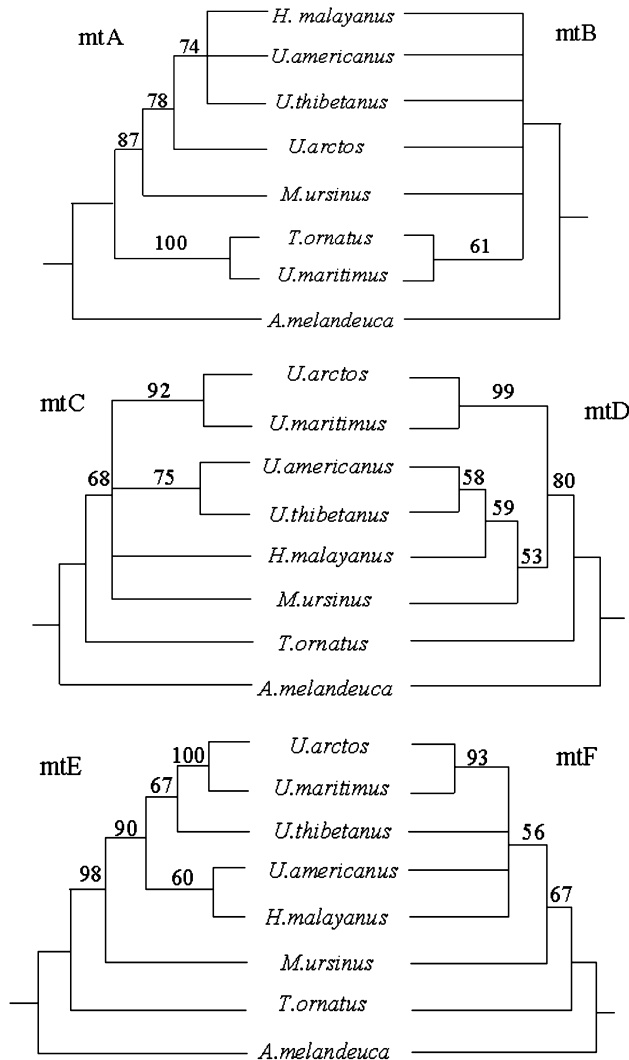 mtA
mtB
H. malayanus
74
U.americanus
U.thibetanus
78
U.arctos
87
M.ursinus
T.ornatus
100
61
U.maritimus
A.melandeuca
mtC
mtD
U.arctos
92
99
U.maritimus
U.americanus
68
75
58
80
U.thibetanus
59
H.malayanus
53
M.ursinus
T.ornatus
A.melandeuca
mtE
mtF
U.arctos
100
93
U.maritimus
67
U.thibetanus
90
56
U.americanus
98
60
67
H.malayanus
M.ursinus
T.ornatus
A.melandeuca